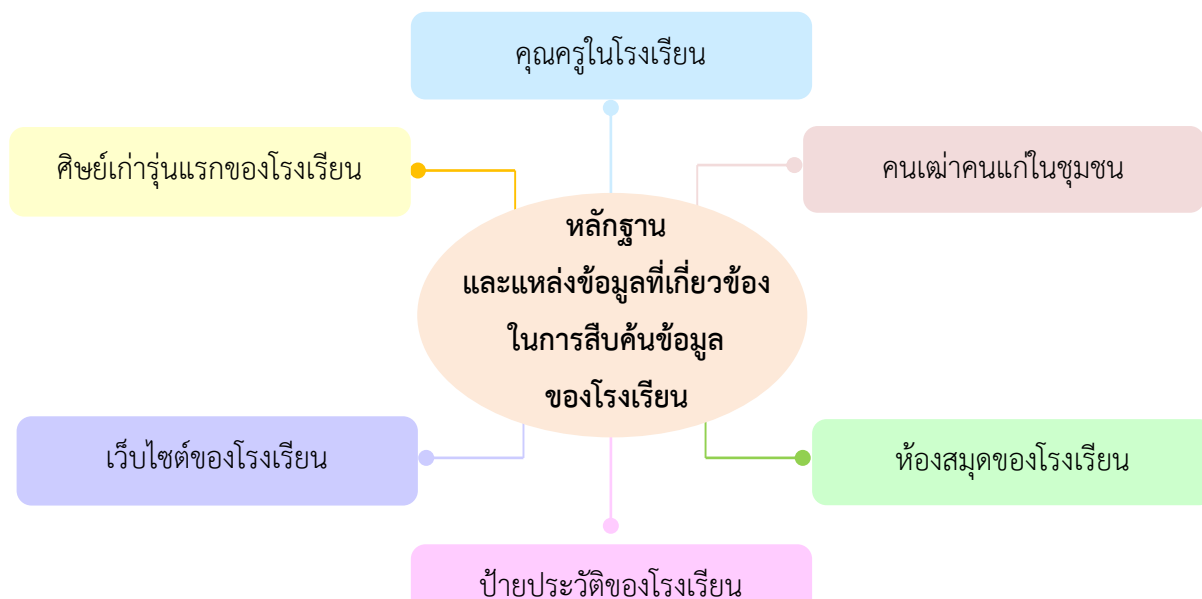 คุณครูในโรงเรียน
ศิษย์เก่ารุ่นแรกของโรงเรียน
คนเฒ่าคนแก่ในชุมชน
หลักฐาน
และแหล่งข้อมูลที่เกี่ยวข้อง
ในการสืบค้นข้อมูล
ของโรงเรียน
เว็บไซต์ของโรงเรียน
ห้องสมุดของโรงเรียน
ป้ายประวัติของโรงเรียน